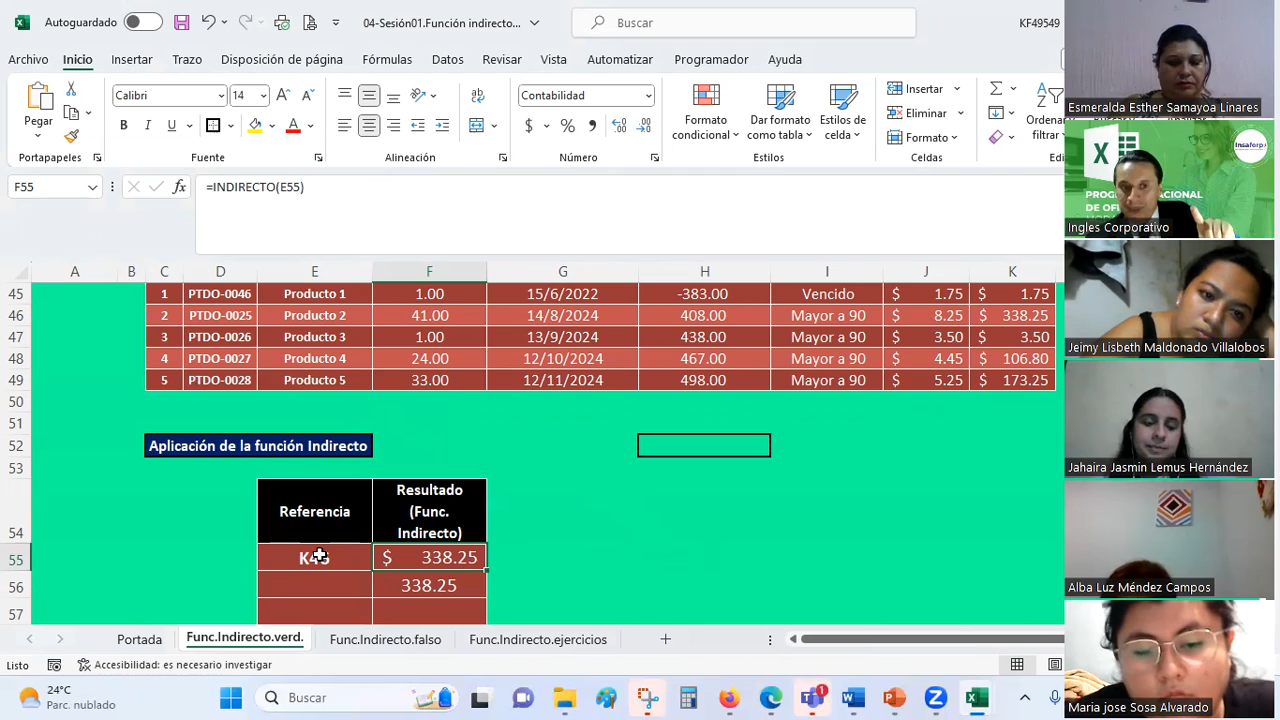 Autoguardado
04-Sesión01.Función indirecto...
Buscar
KF49549
Archivo Inicio Insertar Trazo Disposición de página Fórmulas Datos Revisar Vista Automatizar Programador Ayuda
Pegar
Calibri 14
N K S
Contabilidad
$ % ,
Formato condicional
Dar formato como tabla
Estilos de celda
Insertar
Eliminar
Formato
Portapapeles Fuente Alineación Número Estilos Celdas
F55
=INDIRECTO(E55)
A B C D E F G H I J K
45 1 PTDO-0046 Producto 1 1.00 15/6/2022 -383.00 Vencido $ 1.75 $ 1.75
46 2 PTDO-0025 Producto 2 41.00 14/8/2024 408.00 Mayor a 90 $ 8.25 $ 338.25
47 3 PTDO-0026 Producto 3 1.00 13/9/2024 438.00 Mayor a 90 $ 3.50 $ 3.50
48 4 PTDO-0027 Producto 4 24.00 12/10/2024 467.00 Mayor a 90 $ 4.45 $ 106.80
49 5 PTDO-0028 Producto 5 33.00 12/11/2024 498.00 Mayor a 90 $ 5.25 $ 173.25
50
51
52 Aplicación de la función Indirecto
53
54 Referencia Resultado (Func. Indirecto)
55 $ 338.25
56 338.25
57
Portada Func.Indirecto.verd. Func.Indirecto.falso Func.Indirecto.ejercicios
Listo
Accesibilidad: es necesario investigar
24°C
Parc. nublado
Buscar
1
Esmeralda Esther Samayoa Linares
Insaforp
Ingles Corporativo
Jeimy Lisbeth Maldonado Villalobos
Jahaira Jasmin Lemus Hernández
Alba Luz Méndez Campos
Maria jose Sosa Alvarado